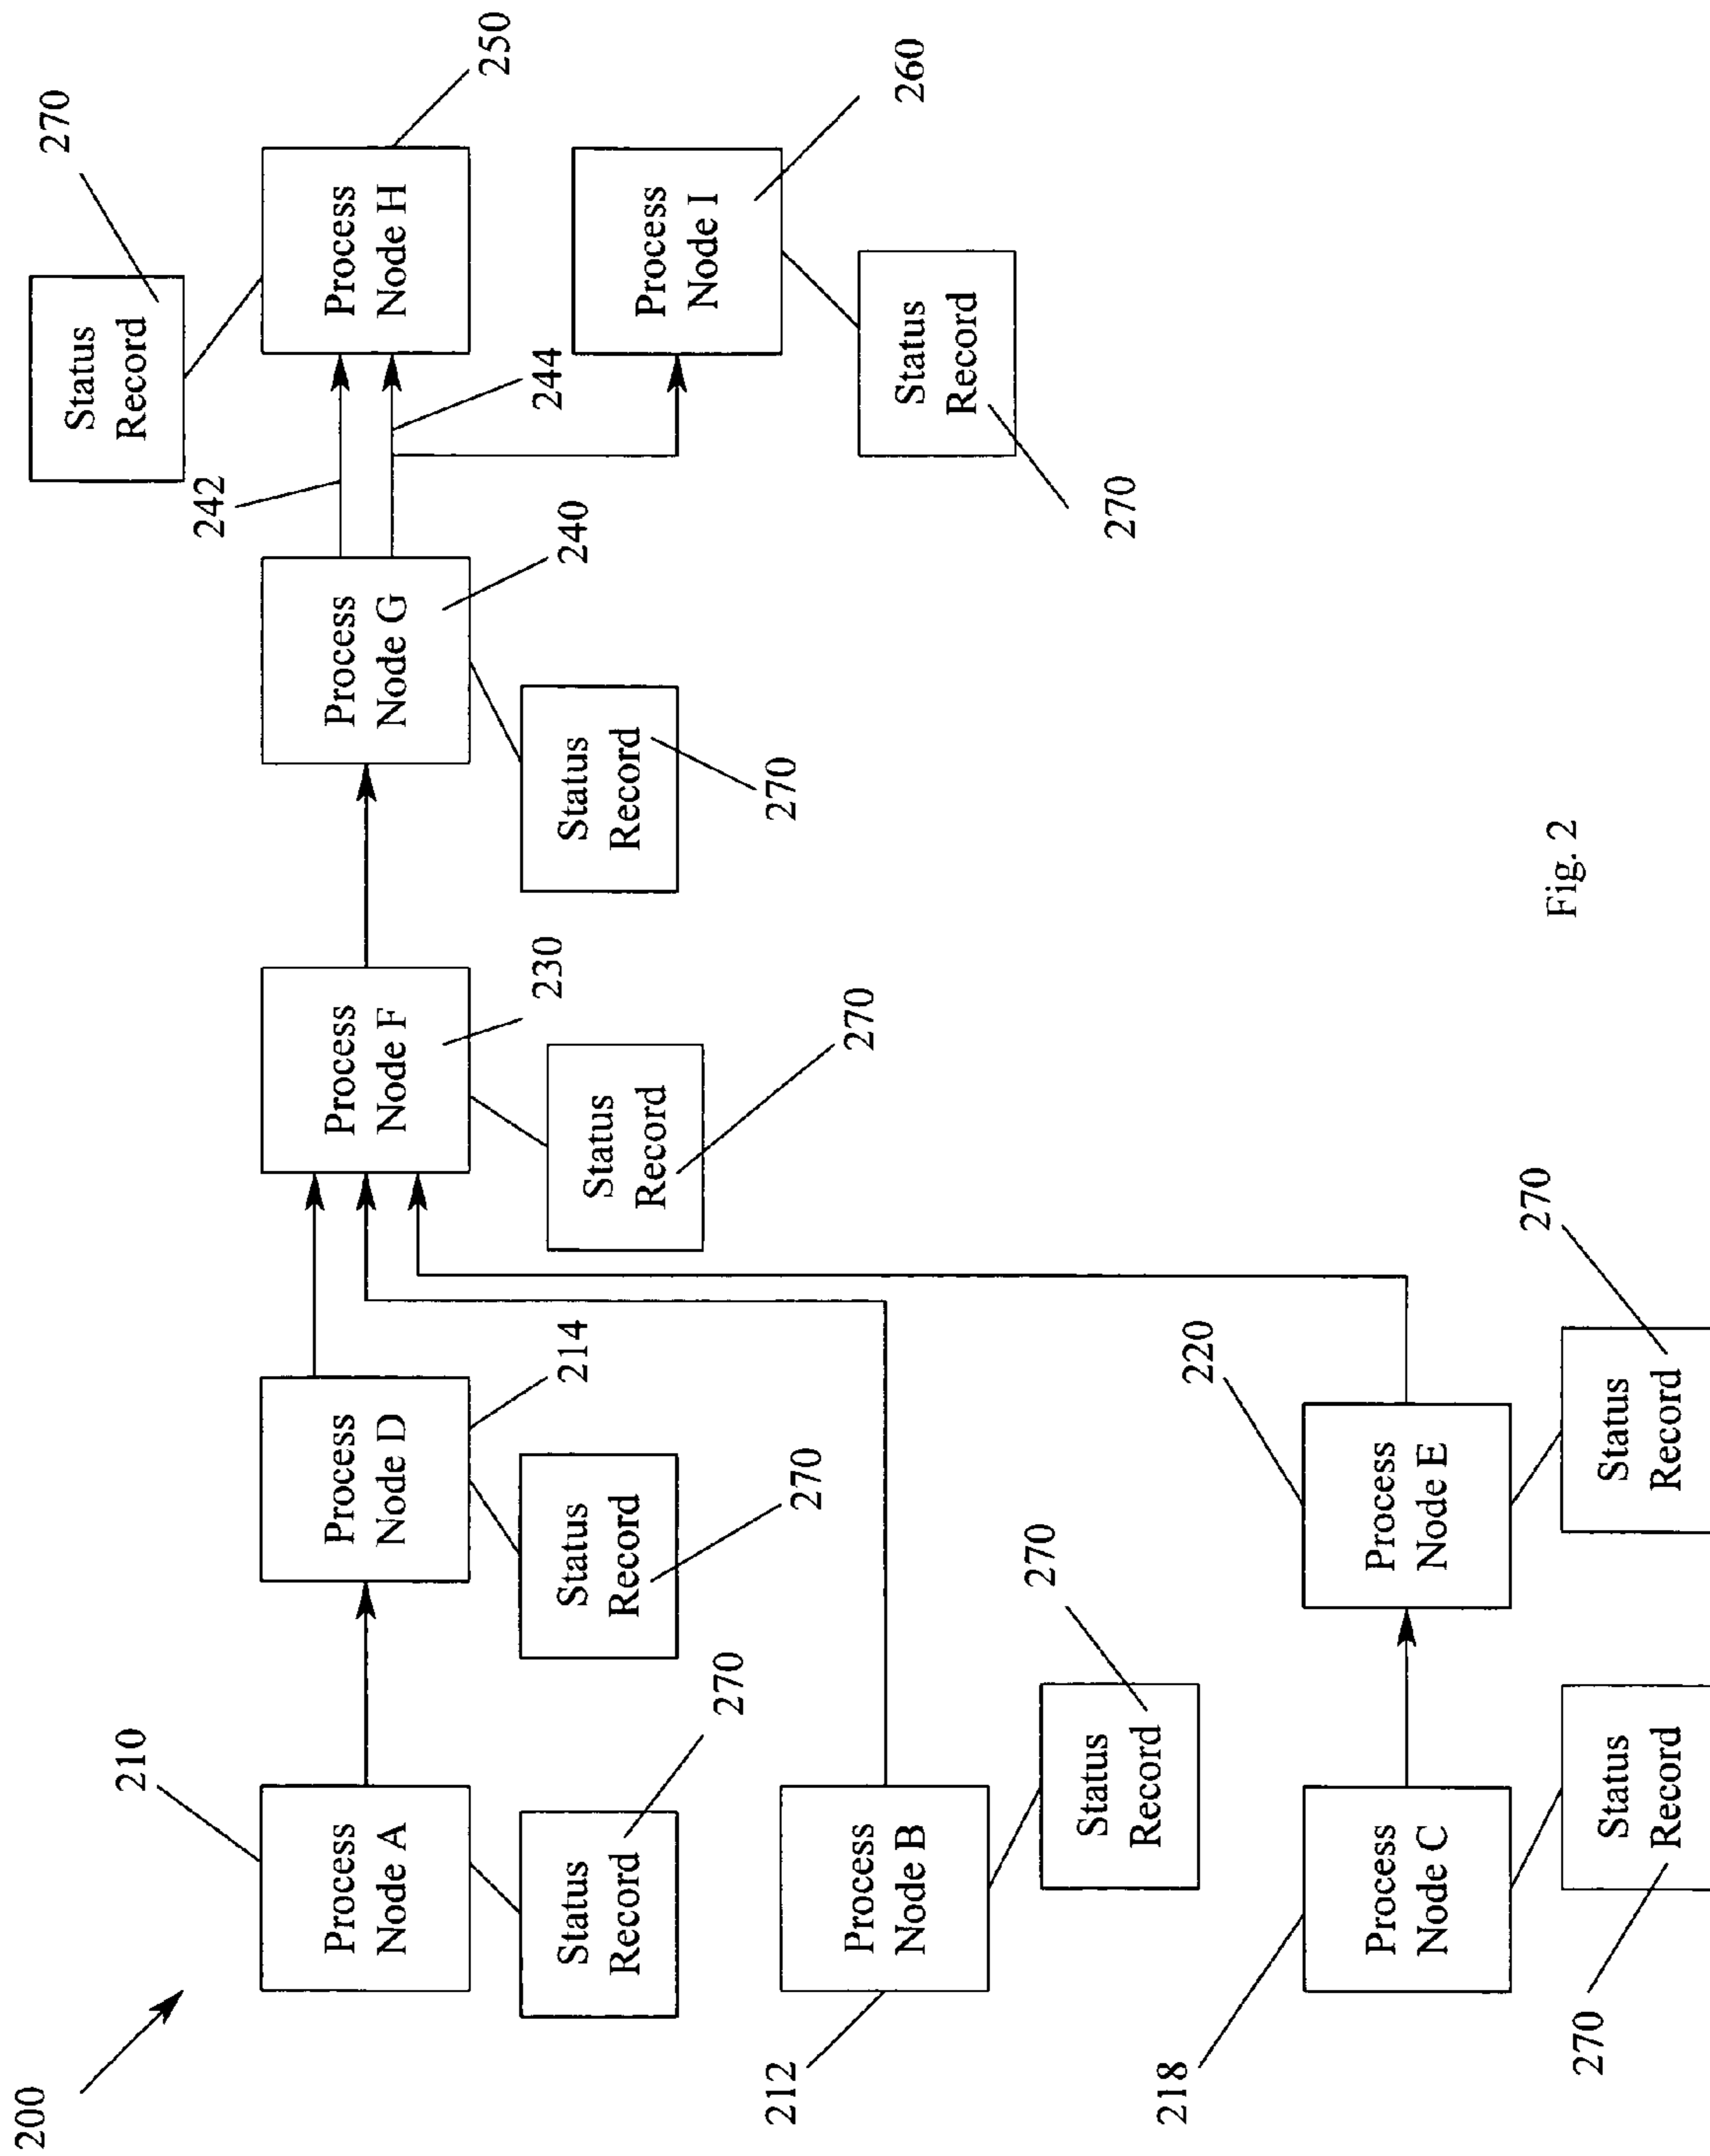 200
210
Process
Node A
Status
Record
270
Process
Node D
214
Status
Record
270
Process
Node F
230
Status
Record
270
Process
Node G
240
Status
Record
270
242
244
Status
Record
270
Process
Node H
250
Process
Node I
260
Status
Record
270
212
Process
Node B
Status
Record
270
218
Process
Node C
Status
Record
270
220
Process
Node E
Status
Record
270
Fig. 2